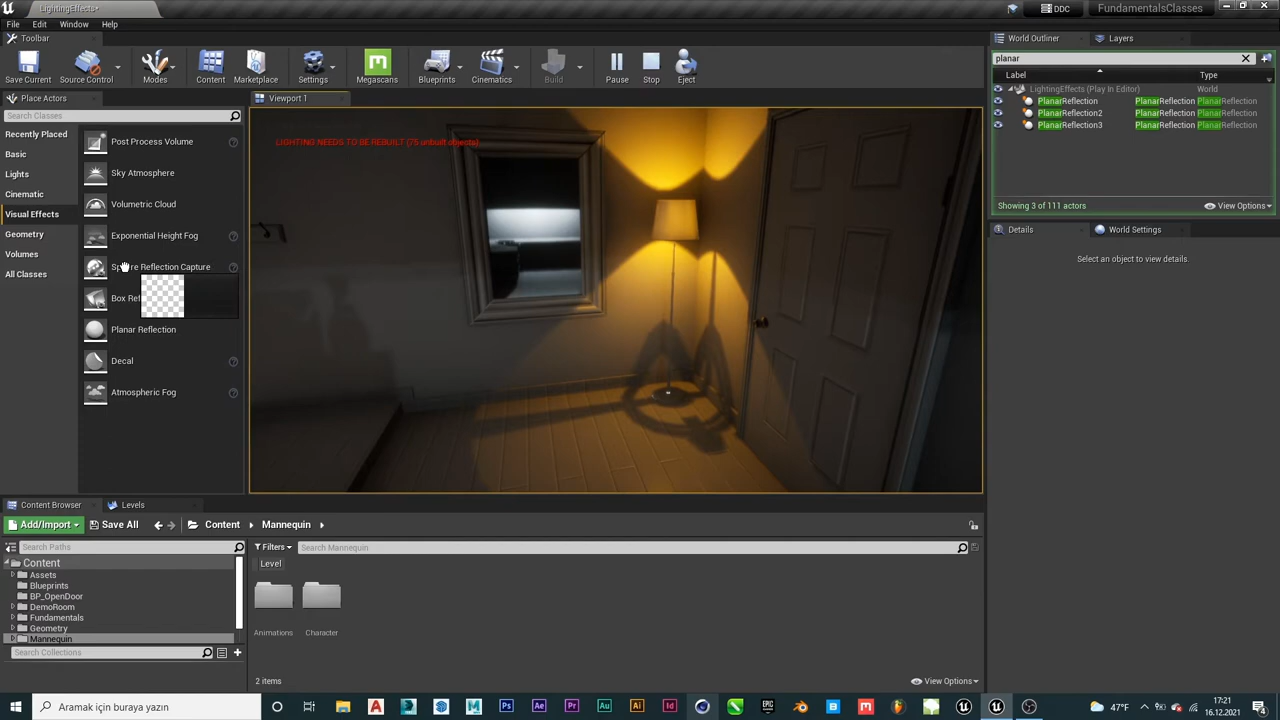 LightingEffects*
DDC
FundamentalsClasses
File Edit Window Help
Toolbar
Save Current
Source Control
Modes
Content
Marketplace
Settings
Megascans
Blueprints
Cinematics
Build
Pause
Stop
Eject
Place Actors
Search Classes
Recently Placed
Basic
Lights
Cinematic
Visual Effects
Geometry
Volumes
All Classes
Post Process Volume
Sky Atmosphere
Volumetric Cloud
Exponential Height Fog
Sphere Reflection Capture
Box Ref
Planar Reflection
Decal
Atmospheric Fog
Viewport 1
LIGHTING NEEDS TO BE REBUILT (75 unbuilt objects)
World Outliner
Layers
planar
Label Type
LightingEffects (Play In Editor) World
PlanarReflection PlanarReflection PlanarReflection
PlanarReflection2 PlanarReflection PlanarReflection
PlanarReflection3 PlanarReflection PlanarReflection
Showing 3 of 111 actors
View Options
Details
World Settings
Select an object to view details.
Content Browser
Levels
Add/Import
Save All
Content
Mannequin
Search Paths
Filters
Search Mannequin
Content
Assets
Blueprints
BP_OpenDoor
DemoRoom
Fundamentals
Geometry
Mannequin
Search Collections
Level
Animations
Character
2 items
View Options
Aramak için buraya yazın
47°F
17:21
16.12.2021